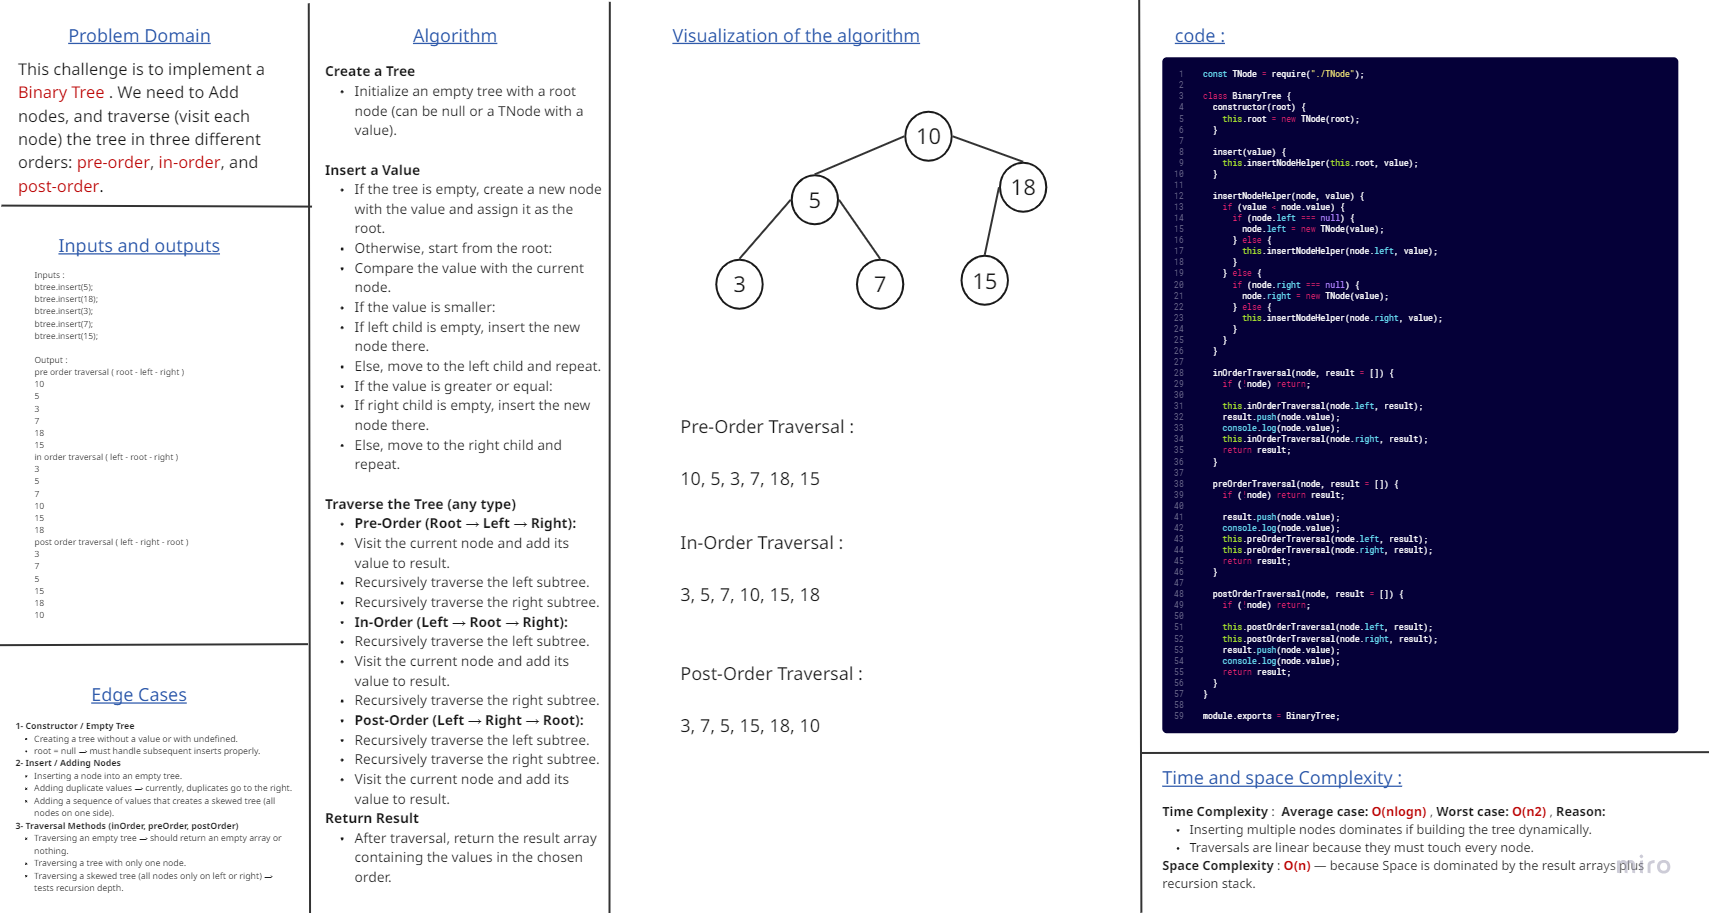 Problem Domain
This challenge is to implement a
Binary Tree . We need to Add
nodes, and traverse (visit each
node) the tree in three different
orders: pre-order, in-order, and
post-order.
Inputs and outputs
Inputs :
btree.insert(5);
btree.insert(18);
btree.insert(3);
btree.insert(7);
btree.insert(15);
Output :
pre order traversal ( root - left - right )
10
5
3
7
18
15
in order traversal ( left - root - right )
3
5
7
10
15
18
post order traversal ( left - right - root )
3
7
5
15
18
10
Edge Cases
1- Constructor / Empty Tree
• Creating a tree without a value or with undefined.
• root = null → must handle subsequent inserts properly.
2- Insert / Adding Nodes
• Inserting a node into an empty tree.
• Adding duplicate values → currently, duplicates go to the right.
• Adding a sequence of values that creates a skewed tree (all
nodes on one side).
3- Traversal Methods (inOrder, preOrder, postOrder)
• Traversing an empty tree → should return an empty array or
nothing.
• Traversing a tree with only one node.
• Traversing a skewed tree (all nodes only on left or right) →
tests recursion depth.
Algorithm
Create a Tree
• Initialize an empty tree with a root
node (can be null or a TNode with a
value).
Insert a Value
• If the tree is empty, create a new node
with the value and assign it as the
root.
• Otherwise, start from the root:
• Compare the value with the current
node.
• If the value is smaller:
• If left child is empty, insert the new
node there.
• Else, move to the left child and repeat.
• If the value is greater or equal:
• If right child is empty, insert the new
node there.
• Else, move to the right child and
repeat.
Traverse the Tree (any type)
• Pre-Order (Root → Left → Right):
• Visit the current node and add its
value to result.
• Recursively traverse the left subtree.
• Recursively traverse the right subtree.
• In-Order (Left → Root → Right):
• Recursively traverse the left subtree.
• Visit the current node and add its
value to result.
• Recursively traverse the right subtree.
• Post-Order (Left → Right → Root):
• Recursively traverse the left subtree.
• Recursively traverse the right subtree.
• Visit the current node and add its
value to result.
Return Result
• After traversal, return the result array
containing the values in the chosen
order.
Visualization of the algorithm
10
5
18
3
7
15
Pre-Order Traversal :
10, 5, 3, 7, 18, 15
In-Order Traversal :
3, 5, 7, 10, 15, 18
Post-Order Traversal :
3, 7, 5, 15, 18, 10
code :
1 const TNode = require("./TNode");
2
3 class BinaryTree {
4 constructor(root) {
5 this.root = new TNode(root);
6 }
7
8 insert(value) {
9 this.insertNodeHelper(this.root, value);
10 }
11
12 insertNodeHelper(node, value) {
13 if (value < node.value) {
14 if (node.left === null) {
15 node.left = new TNode(value);
16 } else {
17 this.insertNodeHelper(node.left, value);
18 }
19 } else {
20 if (node.right === null) {
21 node.right = new TNode(value);
22 } else {
23 this.insertNodeHelper(node.right, value);
24 }
25 }
26 }
27
28 inOrderTraversal(node, result = []) {
29 if (!node) return;
30
31 this.inOrderTraversal(node.left, result);
32 result.push(node.value);
33 console.log(node.value);
34 this.inOrderTraversal(node.right, result);
35 return result;
36 }
37
38 preOrderTraversal(node, result = []) {
39 if (!node) return result;
40
41 result.push(node.value);
42 console.log(node.value);
43 this.preOrderTraversal(node.left, result);
44 this.preOrderTraversal(node.right, result);
45 return result;
46 }
47
48 postOrderTraversal(node, result = []) {
49 if (!node) return;
50
51 this.postOrderTraversal(node.left, result);
52 this.postOrderTraversal(node.right, result);
53 result.push(node.value);
54 console.log(node.value);
55 return result;
56 }
57 }
58
59 module.exports = BinaryTree;
Time and space Complexity :
Time Complexity : Average case: O(nlogn) , Worst case: O(n2) , Reason:
• Inserting multiple nodes dominates if building the tree dynamically.
• Traversals are linear because they must touch every node.
Space Complexity : O(n) — because Space is dominated by the result arrays plus
recursion stack.
miro